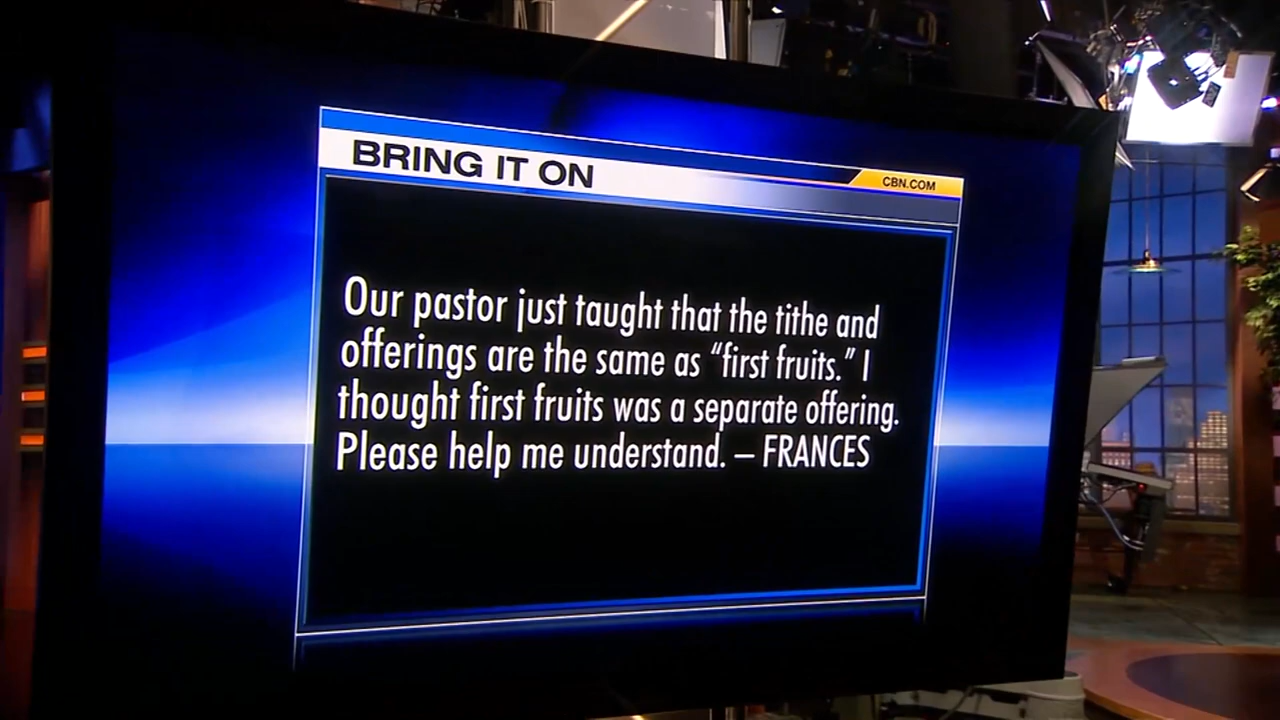 BRING IT ON
CBN.COM
Our pastor just taught that the tithe and
offerings are the same as “first fruits.” I
thought first fruits was a separate offering.
Please help me understand. – FRANCES